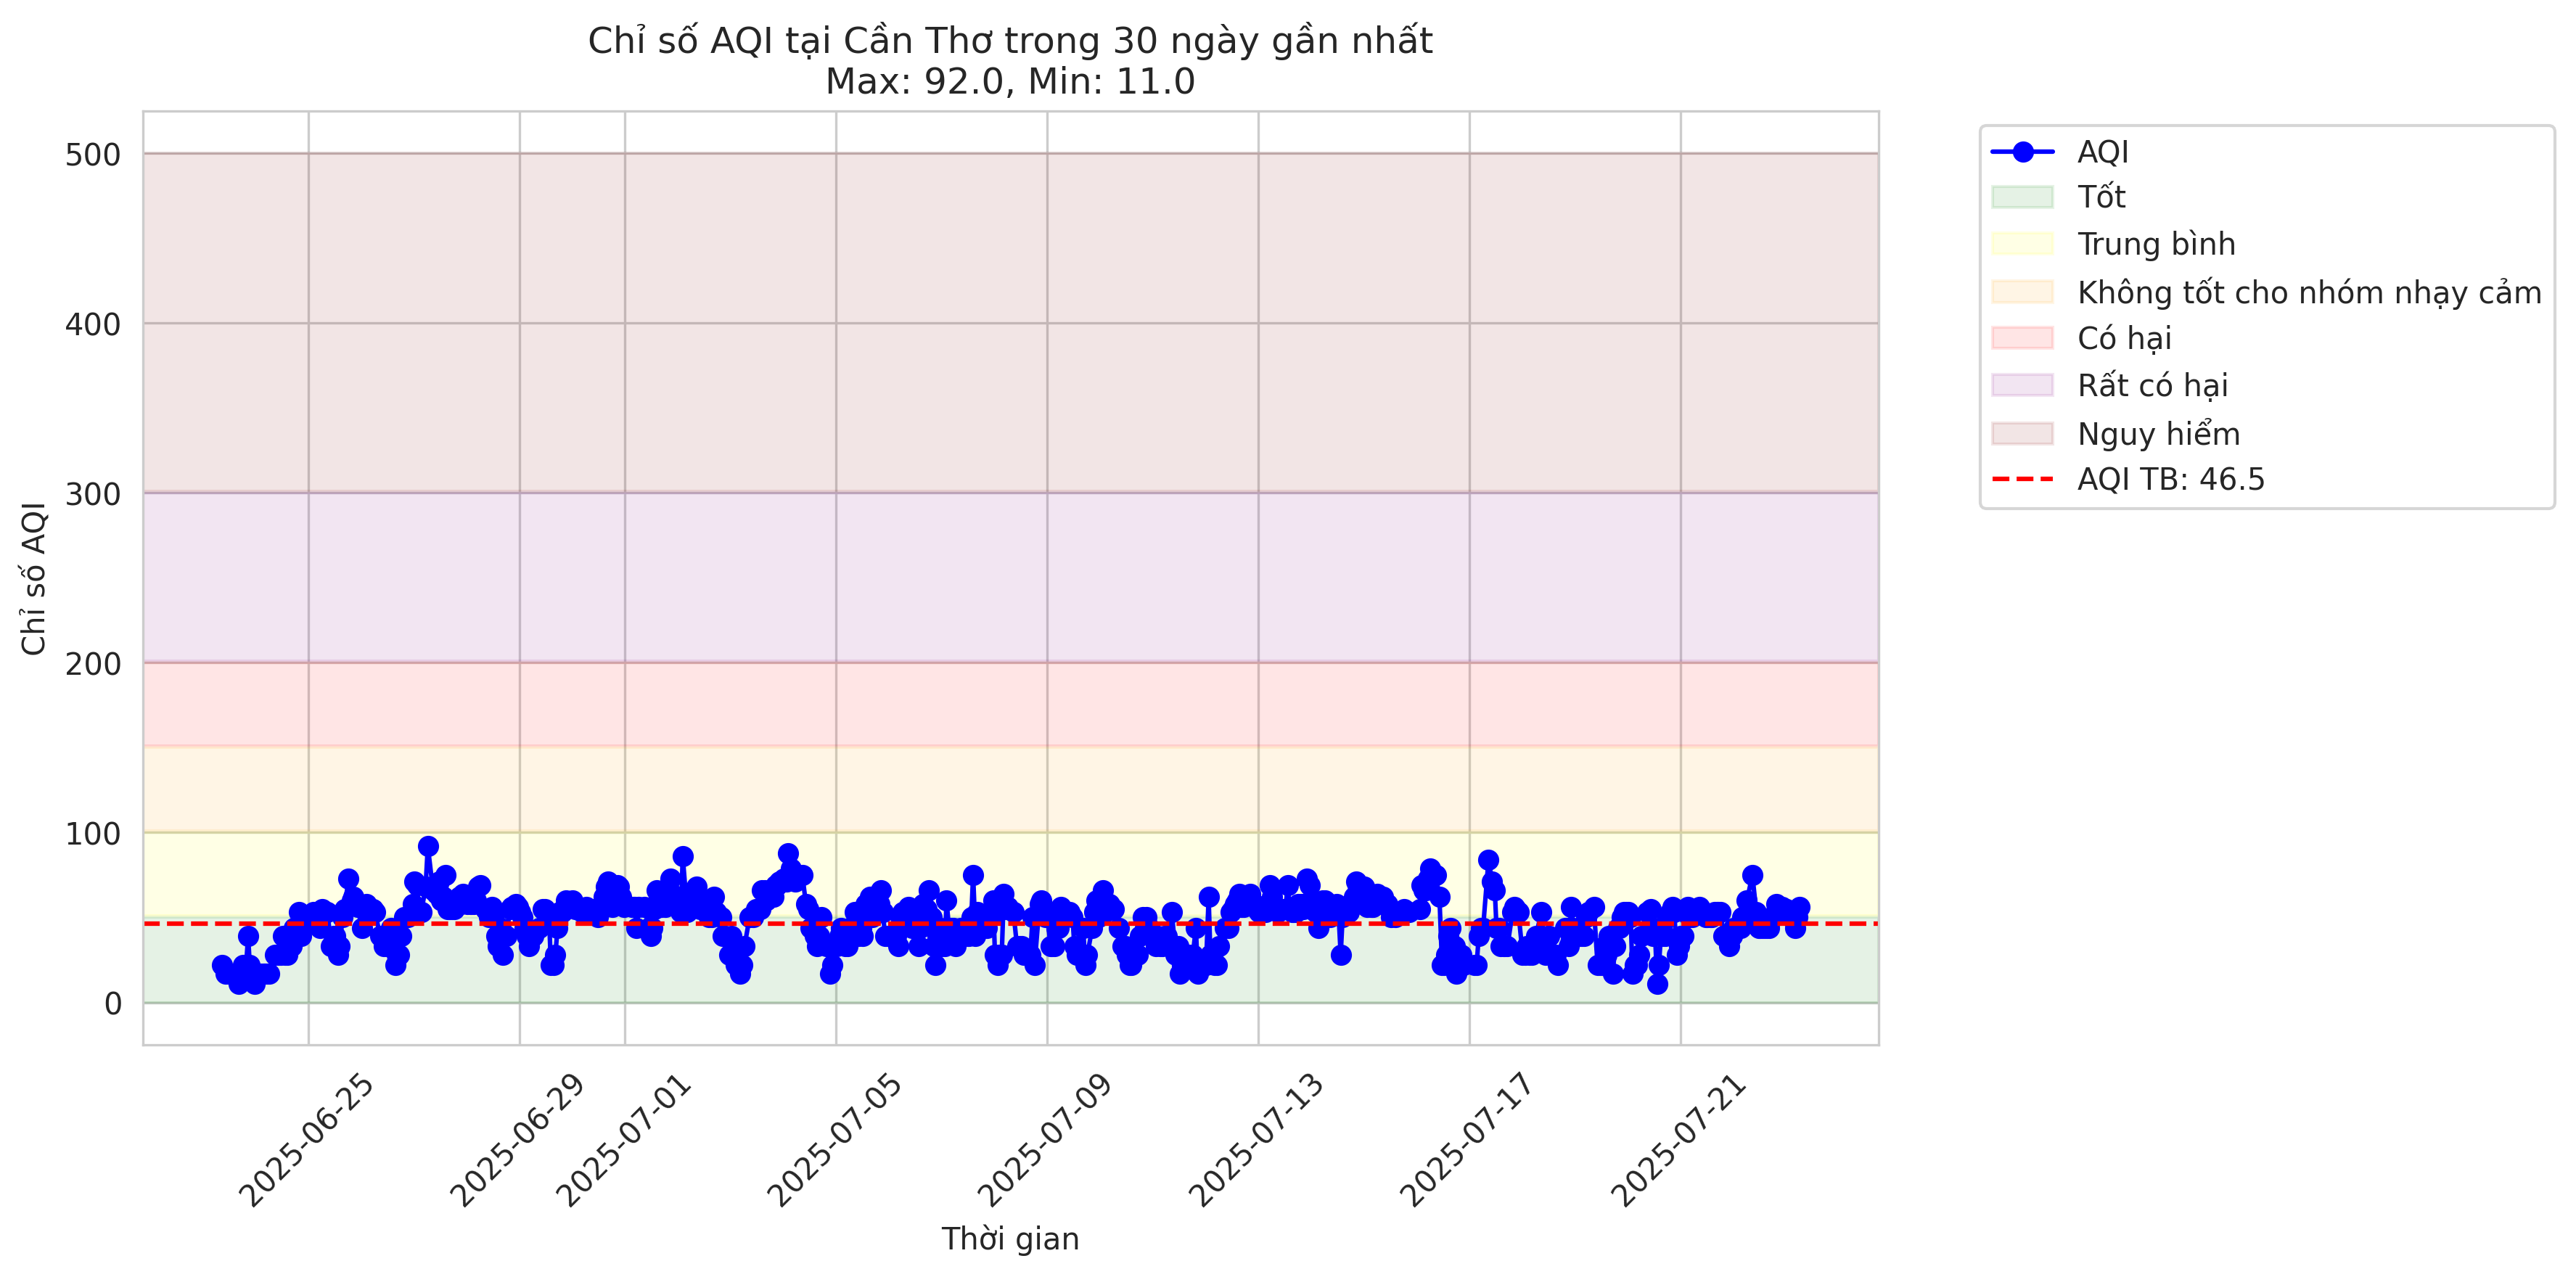 Chỉ số AQI tại Cần Thơ trong 30 ngày gần nhất
Max: 92.0, Min: 11.0
Chỉ số AQI
500
400
300
200
100
0
2025-06-25
2025-06-29
2025-07-01
2025-07-05
2025-07-09
2025-07-13
2025-07-17
2025-07-21
Thời gian
AQI
Tốt
Trung bình
Không tốt cho nhóm nhạy cảm
Có hại
Rất có hại
Nguy hiểm
AQI TB: 46.5